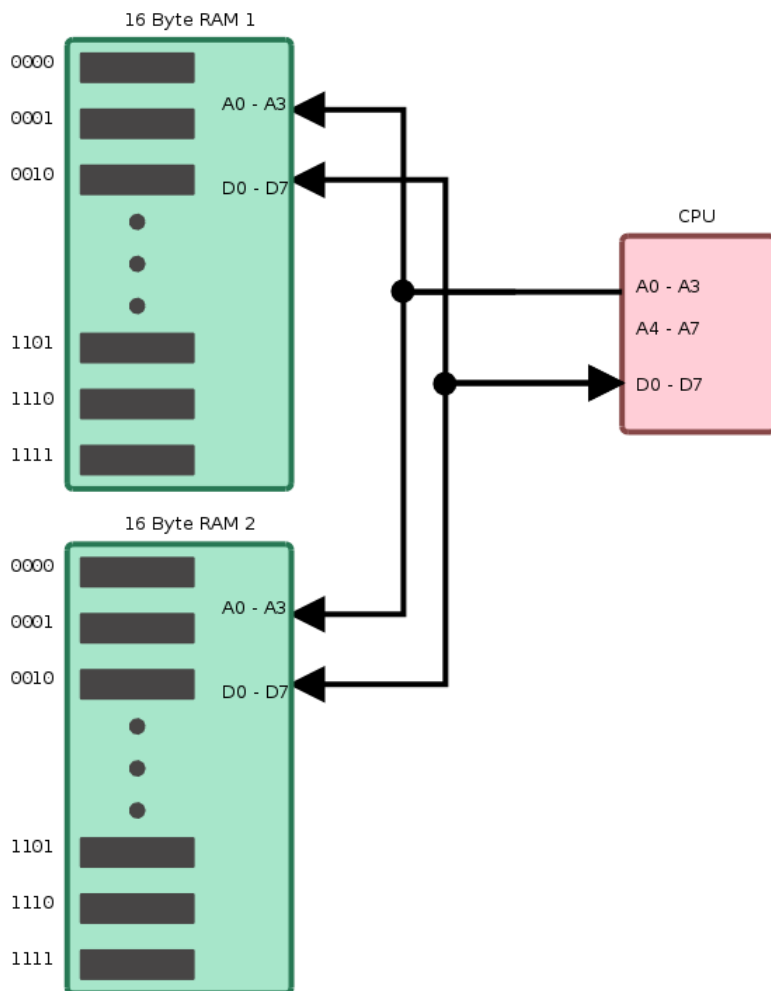 16 Byte RAM 1
0000
A0 - A3
0001
0010
D0 - D7
1101
1110
1111
CPU
A0 - A3
A4 - A7
D0 - D7
16 Byte RAM 2
0000
A0 - A3
0001
0010
D0 - D7
1101
1110
1111